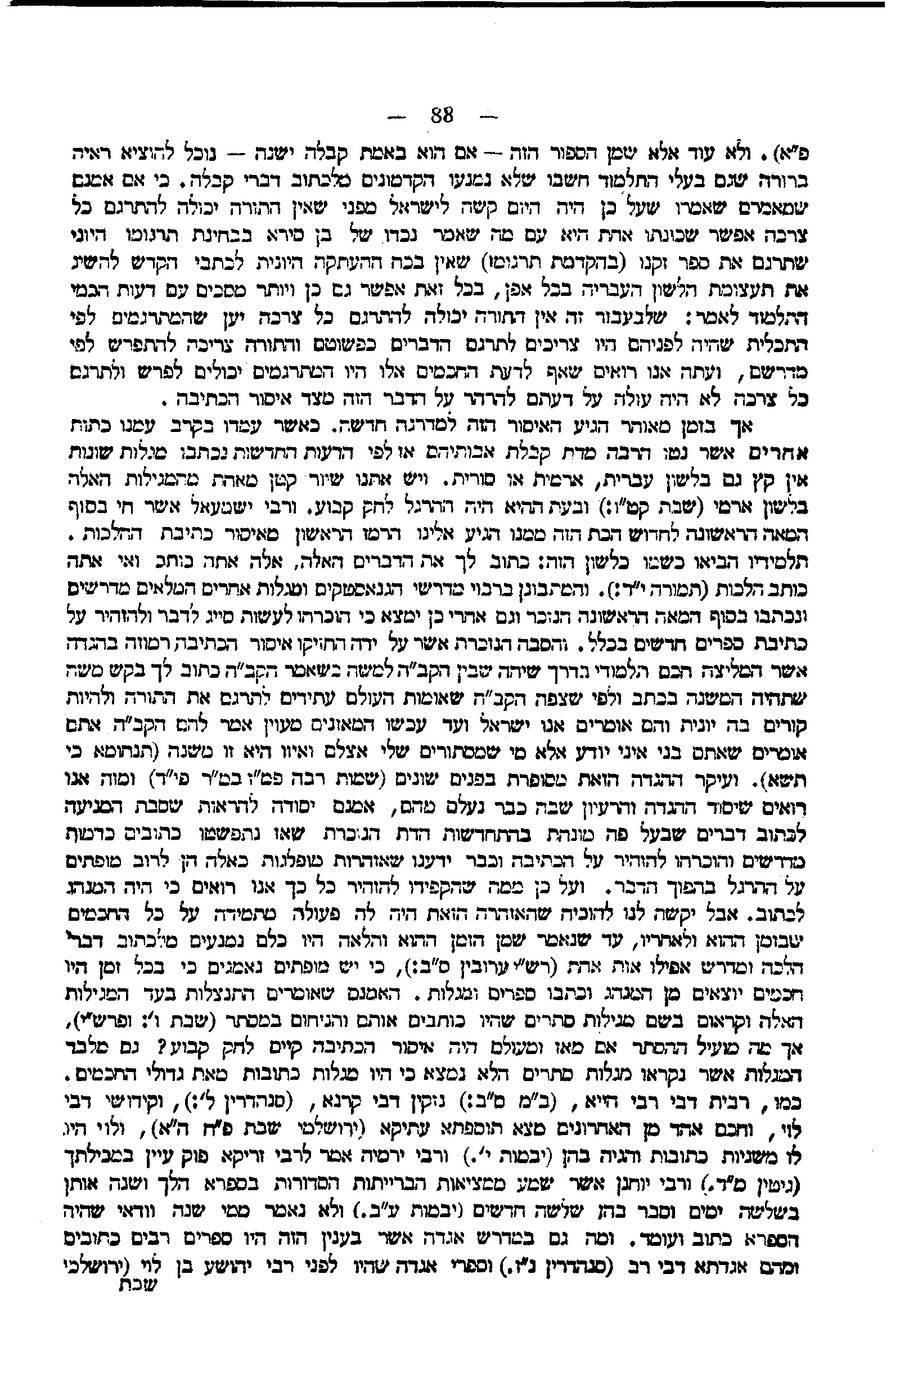 — 88 —
פ"א). ולא עוד אלא שמן הספור הזה — אם הוא באמת קבלה ישנה — נוכל להוציא ראיה
ברורה שגם בעלי התלמוד חשבו שלא נמנעו הקדמונים מלכתוב דברי קבלה. כי אם אמנם
שמאמרם שאמרו שעל כן היה היום קשה לישראל מפני שאין התורה יכולה להתרגם כל
צרכה אפשר שכונתו אחת היא עם מה שאמר נכדו של בן סירא בבחינת תרגומו היוני
שתרגם את ספר זקנו (בהקדמת תרגומו) שאין בכח ההעתקה היונית לכתבי הקדש להשיג
את תעצומת הלשון העבריה בכל אפן, בכל זאת אפשר גם כן ויותר מסכים עם דעות חכמי
התלמוד לאמר: שלבעבור זה אין התורה יכולה להתרגם כל צרכה יען שהמתרגמים לפי
התכלית שהיה לפניהם היו צריכים לתרגם הדברים כפשוטם והתורה צריכה להתפרש לפי
מדרשם, ועתה אנו רואים שאף לדעת החכמים אלו היו המתרגמים יכולים לפרש ולתרגם
כל צרכה לא היה עולה על דעתם להרהר על הדבר הזה מצד איסור הכתיבה.
אך בזמן מאוחר הגיע האיסור הזה למדרגה חדשה. כאשר עמדו בקרב עמנו כתות
אחרים אשר נטו הרבה מדת קבלת אבותיהם אז לפי הדעות החדשות נכתבו מגלות שונות
אין קץ גם בלשון עברית, ארמית או סורית. ויש אתנו שיור קטן מאחת מהמגילות האלה
בלשון ארמי (שבת קט"ז:) ובעת ההיא היה ההרגל לחק קבוע. ורבי ישמעאל אשר חי בסוף
המאה הראשונה לחדוש הכת הזה ממנו הגיע אלינו הרמז הראשון מאיסור כתיבת ההלכות.
תלמידיו הביאו כשמו כלשון הזה: כתוב לך את הדברים האלה, אלה אתה כותב ואי אתה
כותב הלכות (תמורה י"ד:). והמתבונן ברבוי מדרשי הגנאסטקים ומגלות אחרים המלאים מדרשים
ונכתבו בסוף המאה הראשונה הנזכר וגם אחרי כן ימצא כי הוכרחו לעשות סייג לדבר ולהזהיר על
כתיבת ספרים חדשים בכלל. והסבה הנזכרת אשר על ידה החזיקו איסור הכתיבה רמוזה בהגדה
אשר המליצה חכם תלמודי בדרך שיחה שבין הקב"ה למשה כשאמר הקב"ה כתוב לך בקש משה
שתהיה המשנה בכתב ולפי שצפה הקב"ה שאומות העולם עתידים לתרגם את התורה ולהיות
קורים בה יונית והם אומרים אנו ישראל ועד עכשו המאזנים מעוין אמר להם הקב"ה אתם
אומרים שאתם בני איני יודע אלא מי שמסתורים שלי אצלם ואיזו היא זו משנה (תנחומא כי
תשא). ועיקר ההגדה הזאת מסופרת בפנים שונים (שמות רבה פמ"ז במ"ר פי"ד) ומזה אנו
רואים שיסוד ההגדה והרעיון שבה כבר נעלם מהם, אמנם יסודה להראות שסבת המניעה
לכתוב דברים שבעל פה מונחת בהתחדשות הדת הנזכרת שאז נתפשטו כתובים כדמות
מדרשים והוכרחו להזהיר על הכתיבה וכבר ידענו שאזהרות מופלגות כאלה הן לרוב מופתים
על ההרגל בהפוך הדבר. ועל כן ממה שהקפידו להזהיר כל כך אנו רואים כי היה המנהג
לכתוב. אבל יקשה לנו להוכיח שהאזהרה הזאת היה לה פעולה מתמידה על כל החכמים
שבזמן ההוא ולאחריו, עד שנאמר שמן הזמן ההוא והלאה היו כלם נמנעים מלכתוב דברי
הלכה ומדרש אפילו אות אחת (רש"י ערובין ס"ב:), כי יש מופתים נאמנים כי בכל זמן היו
חכמים יוצאים מן המנהג וכתבו ספרים ומגלות. האמנם שאומרים התנצלות בעד המגילות
האלה וקראום בשם מגילות סתרים שהיו כותבים אותם והניחום במסתר (שבת ו': ופרש"י),
אך מה מועיל ההסתר אם מאז ומעולם היה איסור הכתיבה קיים לחק קבוע? גם מלבד
המגלות אשר נקראו מגלות סתרים הלא נמצא כי היו מגלות כתובות מאת גדולי החכמים.
כמו, רבית דבי רבי חייא, (ב"מ ס"ב:) נזקין דבי קרנא, (סנהדרין ל':), וקידושי דבי
לוי, וחכם אחד מן האחרונים מצא תוספתא עתיקא (ירושלמי שבת פ"ח ה"א), ולוי היו
לו משניות כתובות והגיה בהן (יבמות י'.) ורבי ירמיה אמר לרבי זריקא פוק עיין במכילתך
(גיטין מ"ד.) ורבי יוחנן אשר שמע ממציאות הברייתות הסדורות בספרא הלך ושנה אותן
בשלשה ימים וסבר בהן שלשה חדשים (יבמות ע"ב.) ולא נאמר ממי שנה וודאי שהיה
הספרא כתוב ועומד. ומה גם במדרש אגדה אשר בענין הזה היו ספרים רבים כתובים
ומהם אגדתא דבי רב (סנהדרין נ"ז.) וספרי אגדה שהיו לפני רבי יהושע בן לוי (ירושלמי
שבת